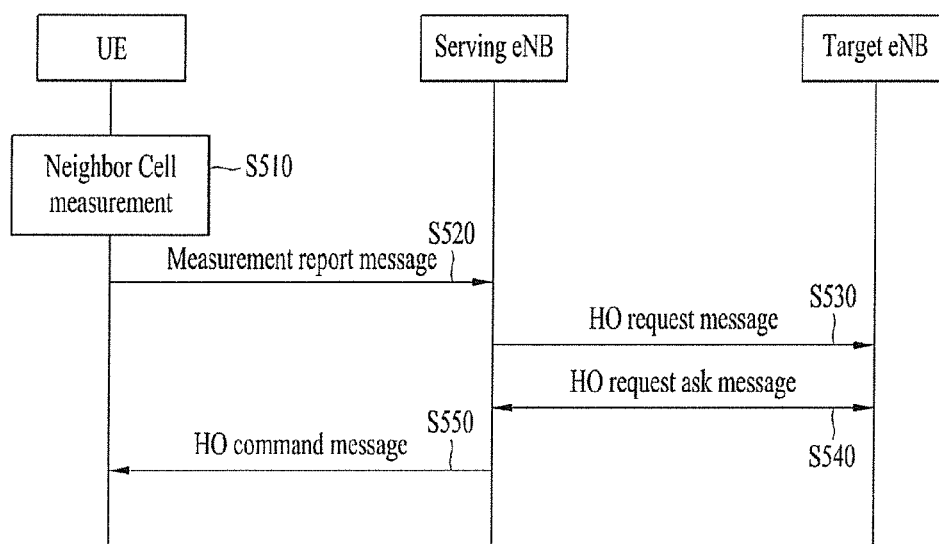 UE
Serving eNB
Target eNB
Neighbor Cell
measurement
S510
S520
Measurement report message
S530
HO request message
HO request ask message
S540
S550
HO command message